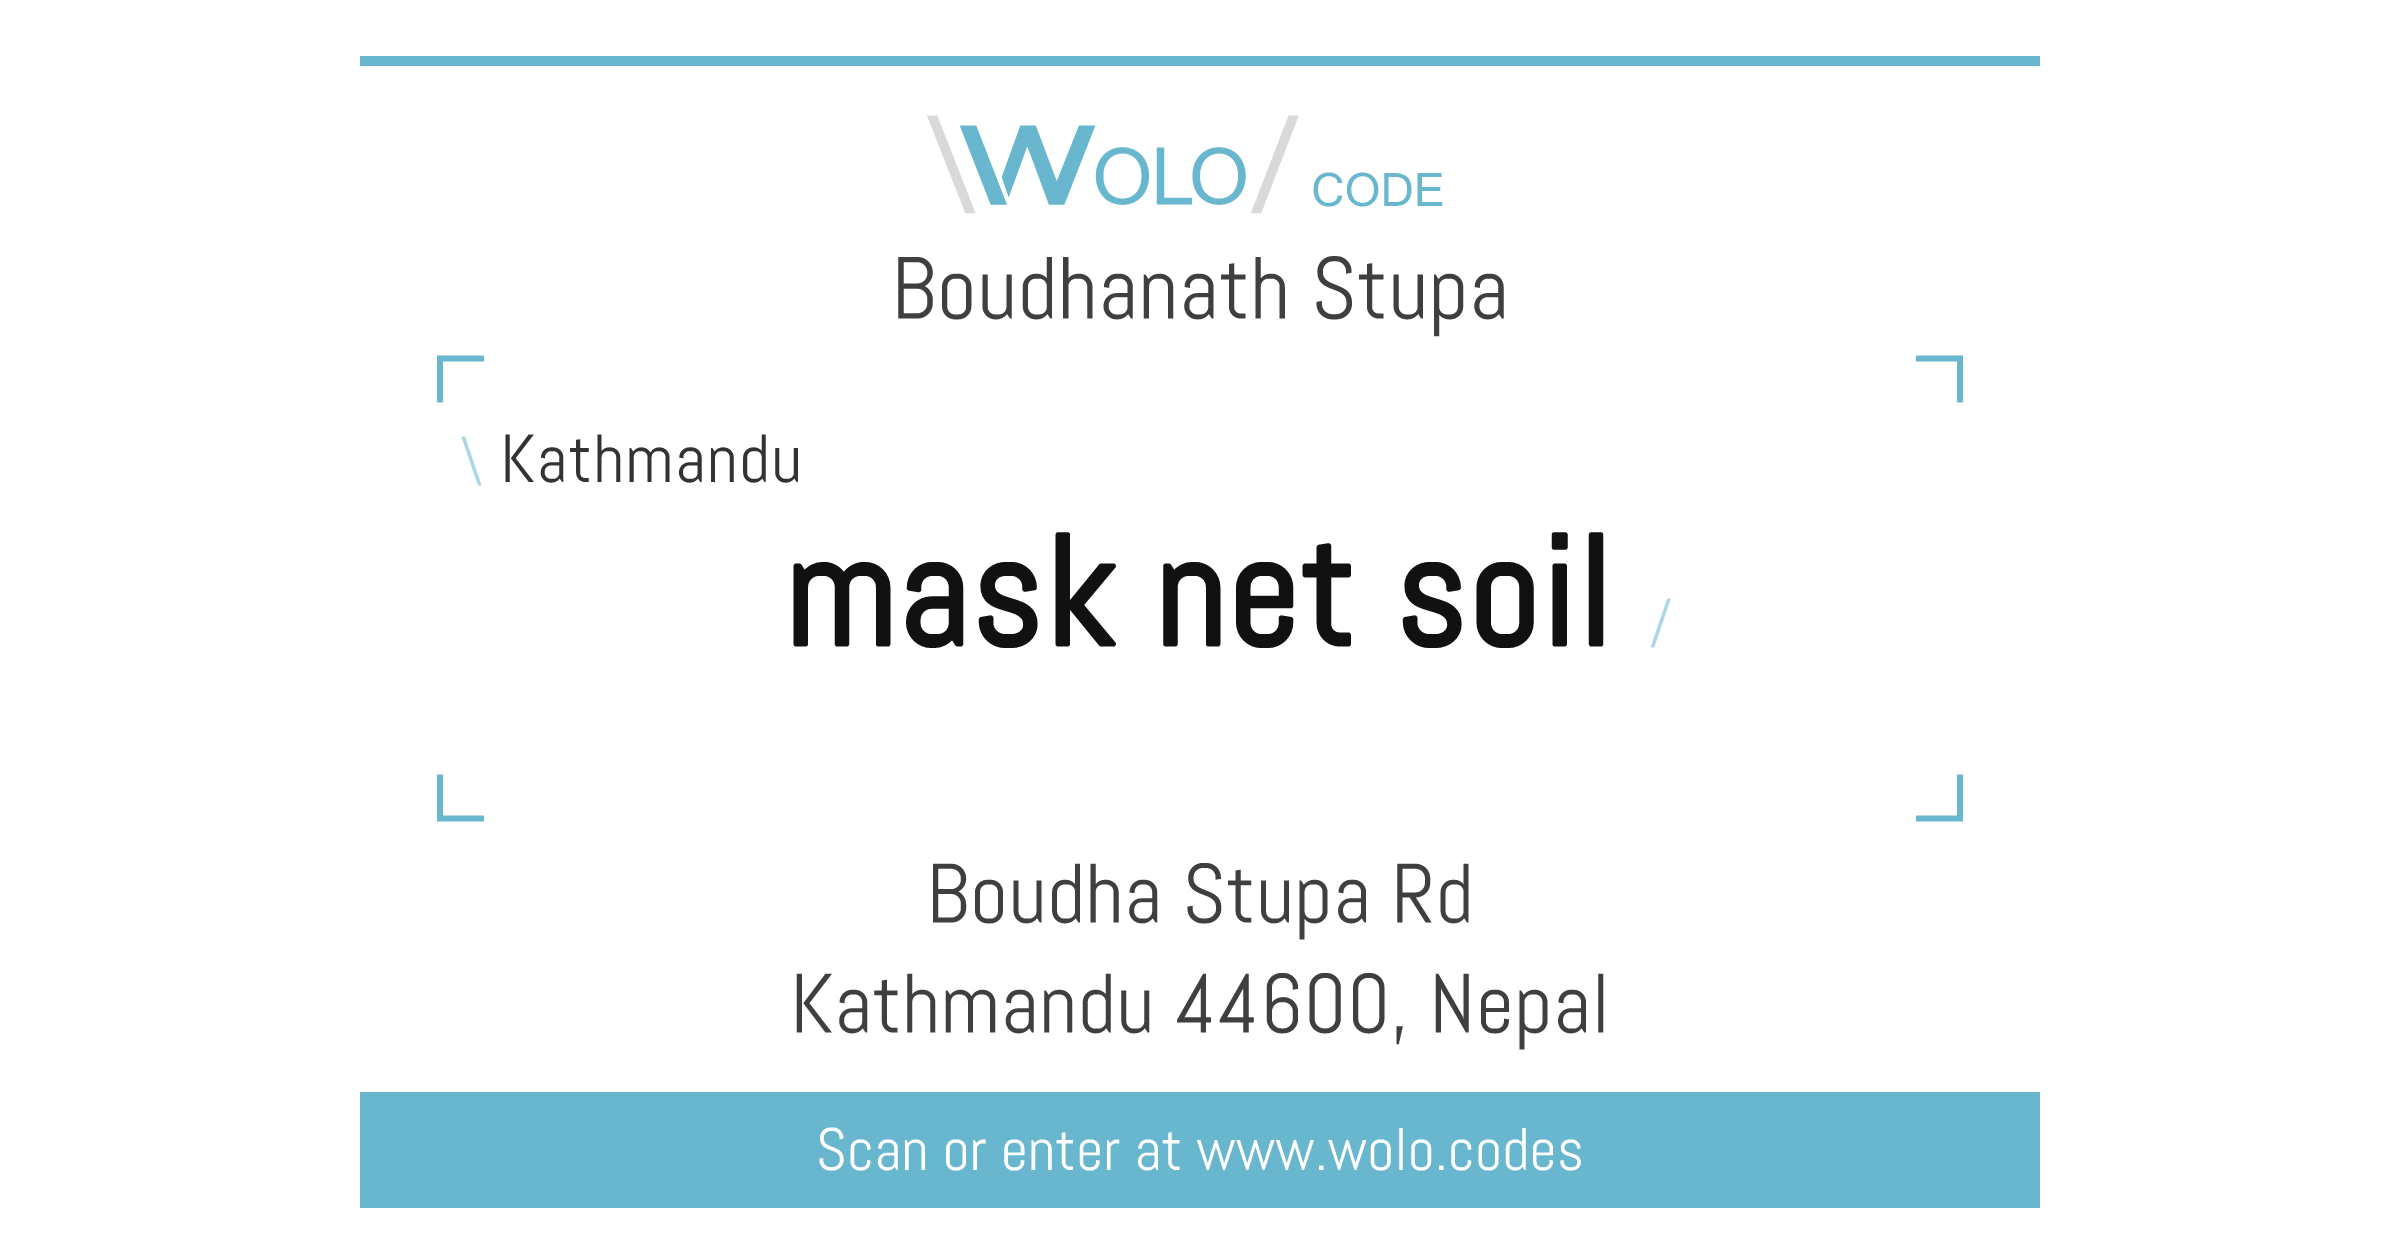 \WOLO/ CODE
Boudhanath Stupa
\ Kathmandu
mask net soil /
Boudha Stupa Rd
Kathmandu 44600, Nepal
Scan or enter at www.wolo.codes